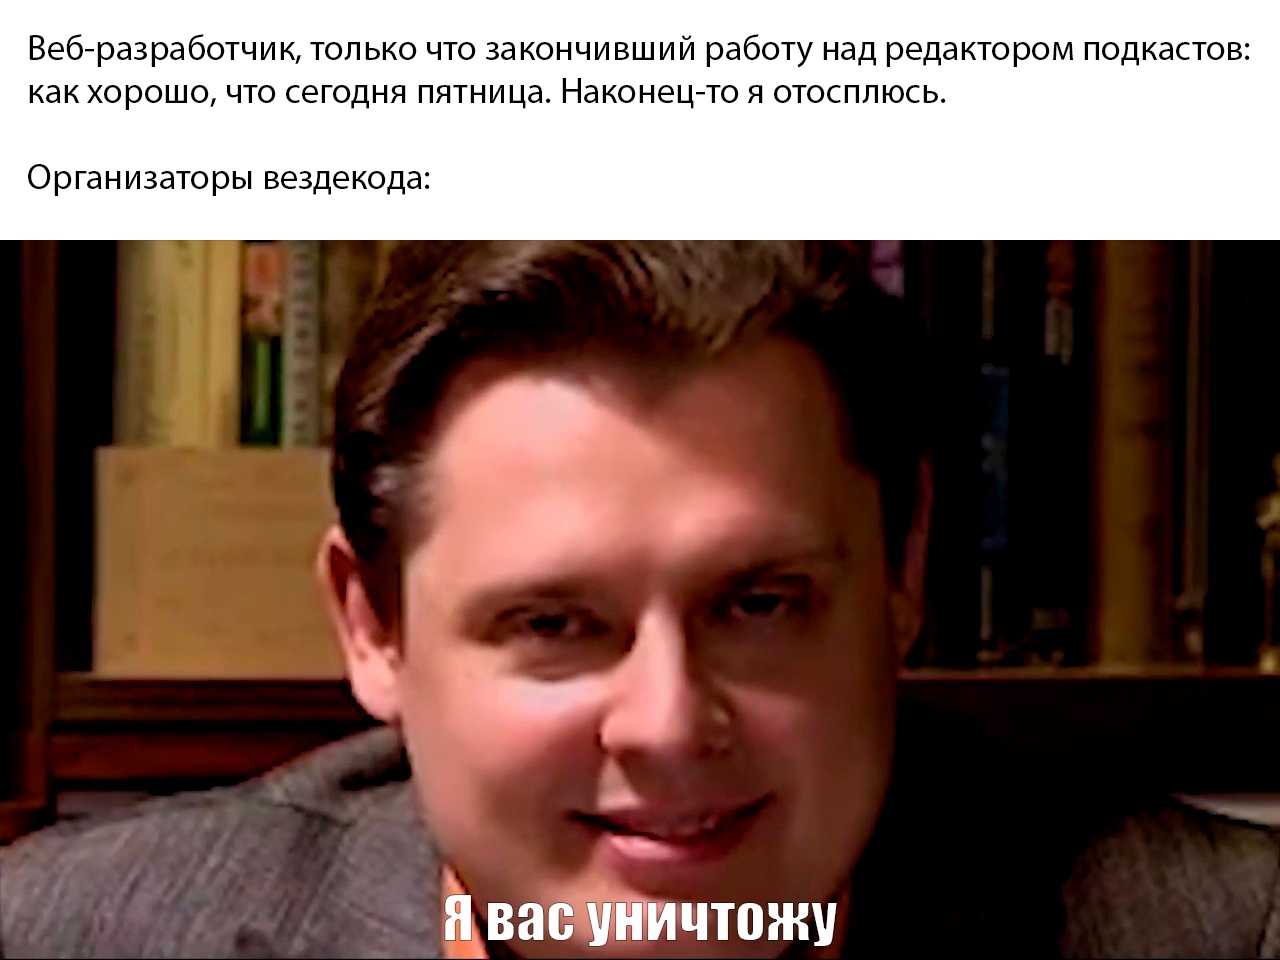 Веб-разработчик, только что закончивший работу над редактором подкастов:
как хорошо, что сегодня пятница. Наконец-то я отосплюсь.
Организаторы вездекода:
Я вас уничтожу